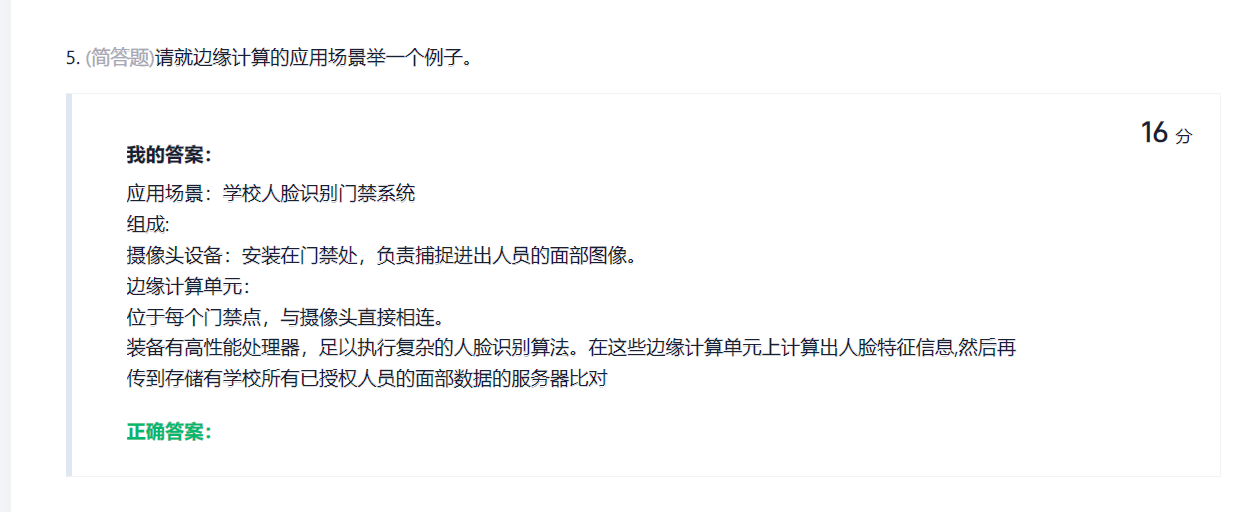 5. (简答题)请就边缘计算的应用场景举一个例子。
16 分
我的答案：
应用场景：学校人脸识别门禁系统
组成:
摄像头设备：安装在门禁处，负责捕捉进出人员的面部图像。
边缘计算单元：
位于每个门禁点，与摄像头直接相连。
装备有高性能处理器，足以执行复杂的人脸识别算法。在这些边缘计算单元上计算出人脸特征信息,然后再
传到存储有学校所有已授权人员的面部数据的服务器比对
正确答案：